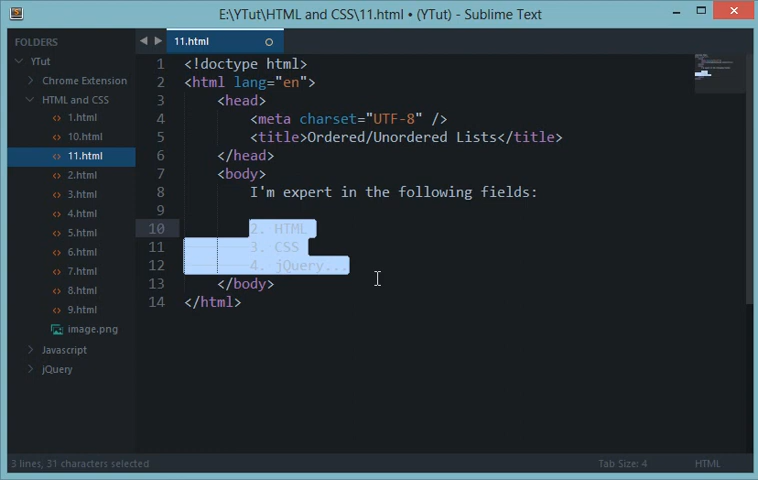 E:\YTut\HTML and CSS\11.html • (YTut) - Sublime Text
FOLDERS
YTut
Chrome Extension
HTML and CSS
1.html
10.html
11.html
2.html
3.html
4.html
5.html
6.html
7.html
8.html
9.html
image.png
Javascript
jQuery
11.html
1 <!doctype html>
2 <html lang="en">
3 <head>
4 <meta charset="UTF-8" />
5 <title>Ordered/Unordered Lists</title>
6 </head>
7 <body>
8 I'm expert in the following fields:
9
10 2. HTML
11 3. CSS
12 4. jQuery...
13 </body>
14 </html>
3 lines, 31 characters selected
Tab Size: 4
HTML